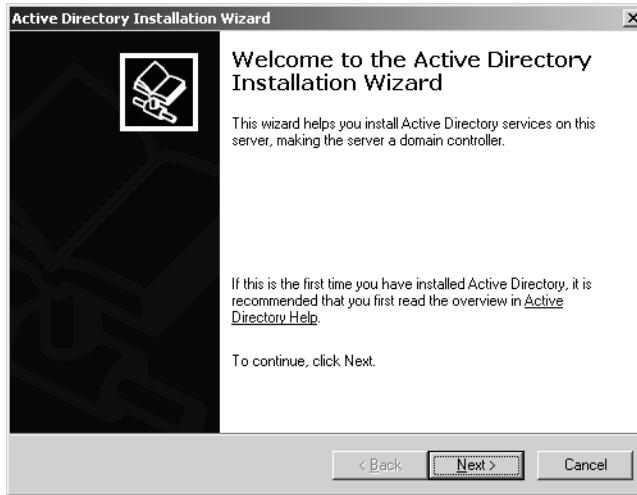 Active Directory Installation Wizard
Welcome to the Active Directory
Installation Wizard
This wizard helps you install Active Directory services on this
server, making the server a domain controller.
If this is the first time you have installed Active Directory, it is
recommended that you first read the overview in Active
Directory Help.
To continue, click Next.
< Back Next > Cancel